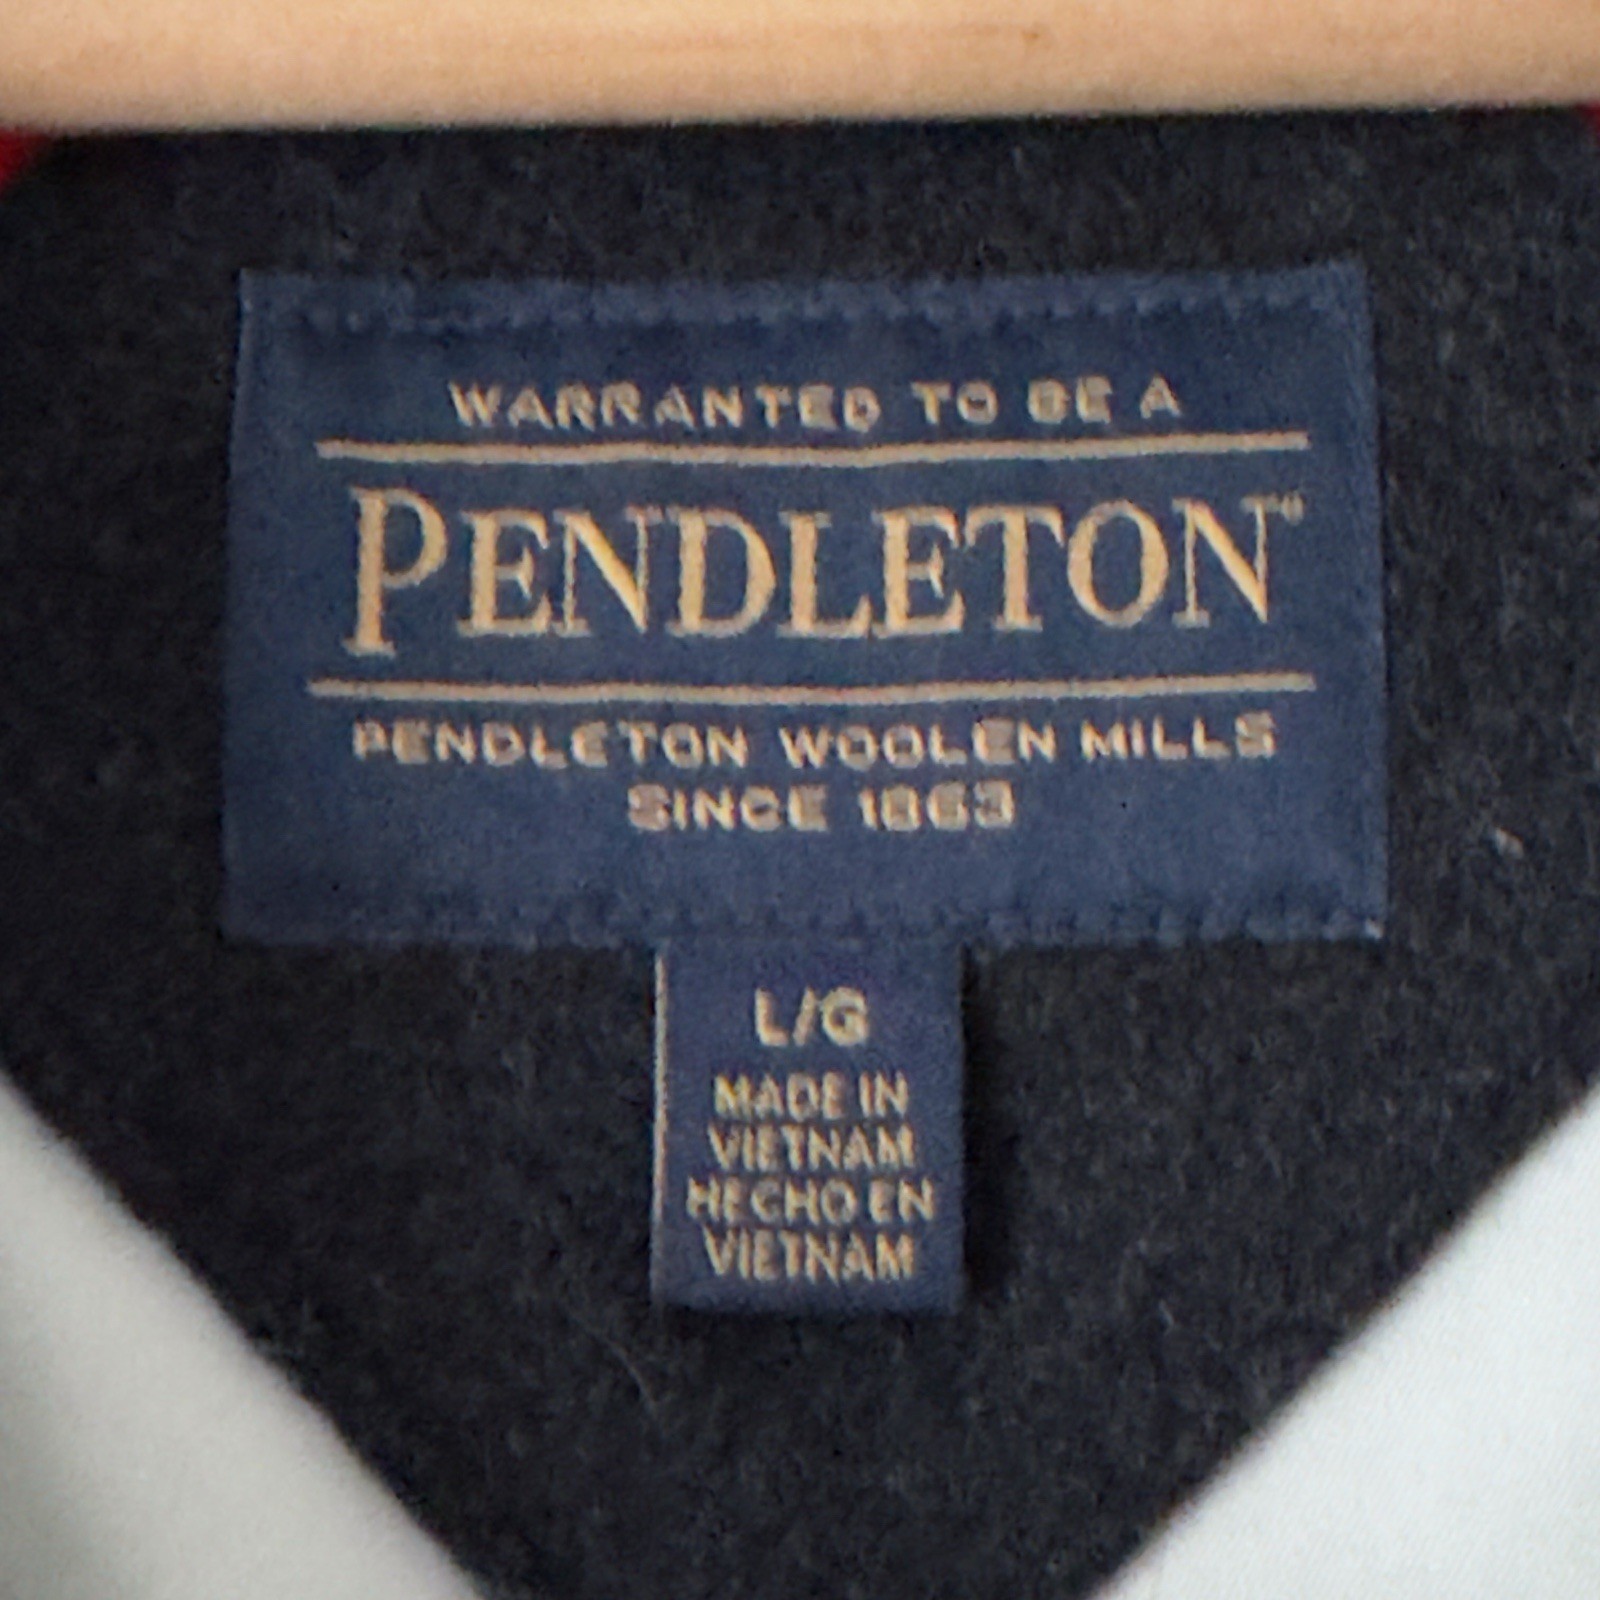 WARRANTED TO BE A
PENDLETON®
PENDLETON WOOLEN MILLS
SINCE 1863
L/G
MADE IN
VIETNAM
HECHO EN
VIETNAM